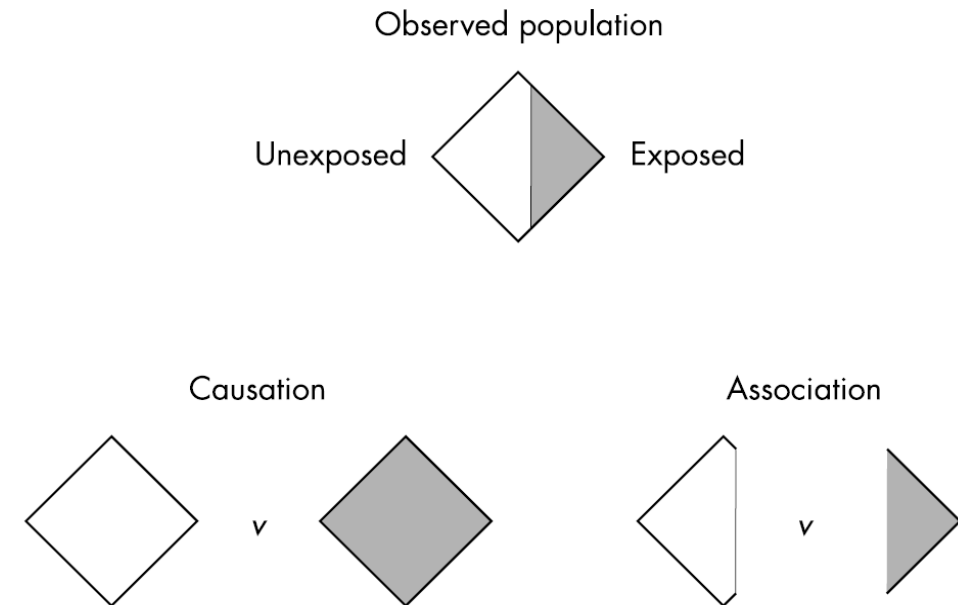 Observed population
Unexposed
Exposed
Causation
Association
v
v